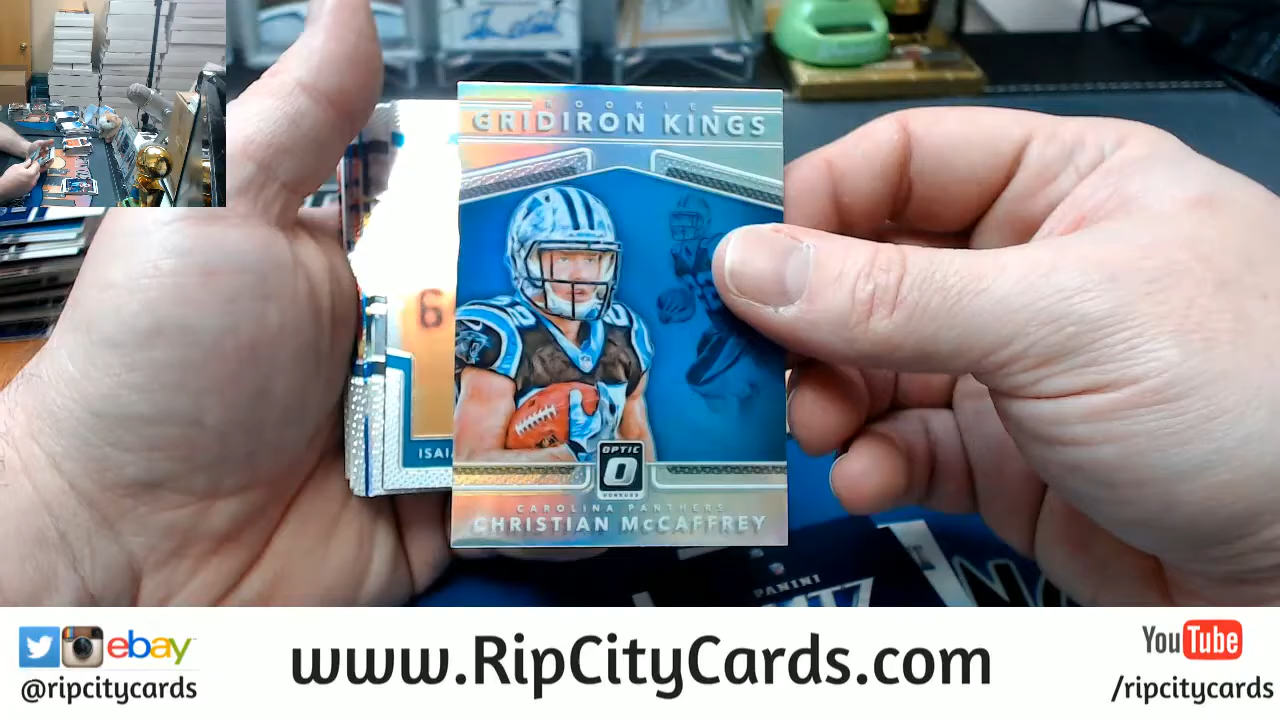 ROOKIE
GRIDIRON KINGS
6
ISAI
OPTIC
DONRUSS
CAROLINA PANTHERS
CHRISTIAN McCAFFREY
PANINI
ebay
@ripcitycards
www.RipCityCards.com
YouTube
/ripcitycards